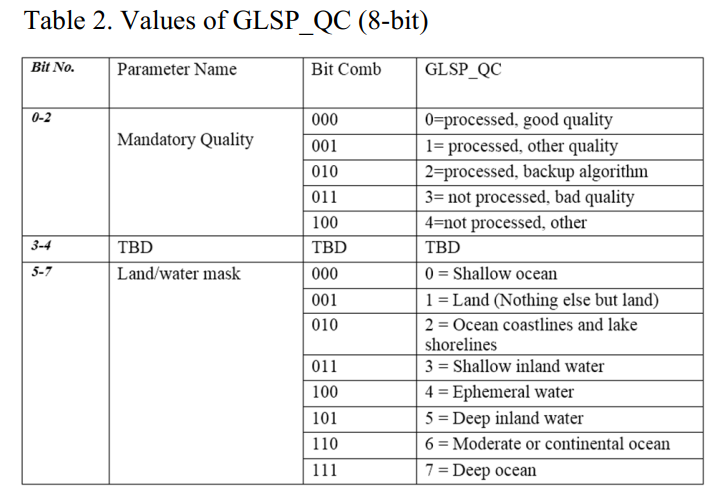 Table 2. Values of GLSP_QC (8-bit)
Bit No. Parameter Name Bit Comb GLSP_QC
0-2 Mandatory Quality 000 0=processed, good quality
001 1= processed, other quality
010 2=processed, backup algorithm
011 3= not processed, bad quality
100 4=not processed, other
3-4 TBD TBD TBD
5-7 Land/water mask 000 0 = Shallow ocean
001 1 = Land (Nothing else but land)
010 2 = Ocean coastlines and lake
shorelines
011 3 = Shallow inland water
100 4 = Ephemeral water
101 5 = Deep inland water
110 6 = Moderate or continental ocean
111 7 = Deep ocean